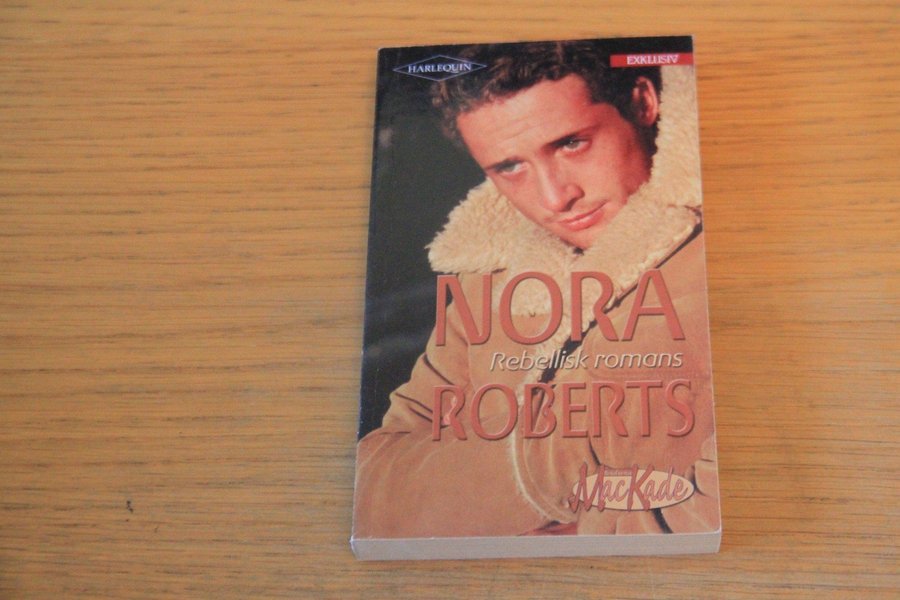 HARLEQUIN
EXKLUSIV
NORA
Rebellisk romans
ROBERTS
MacKade